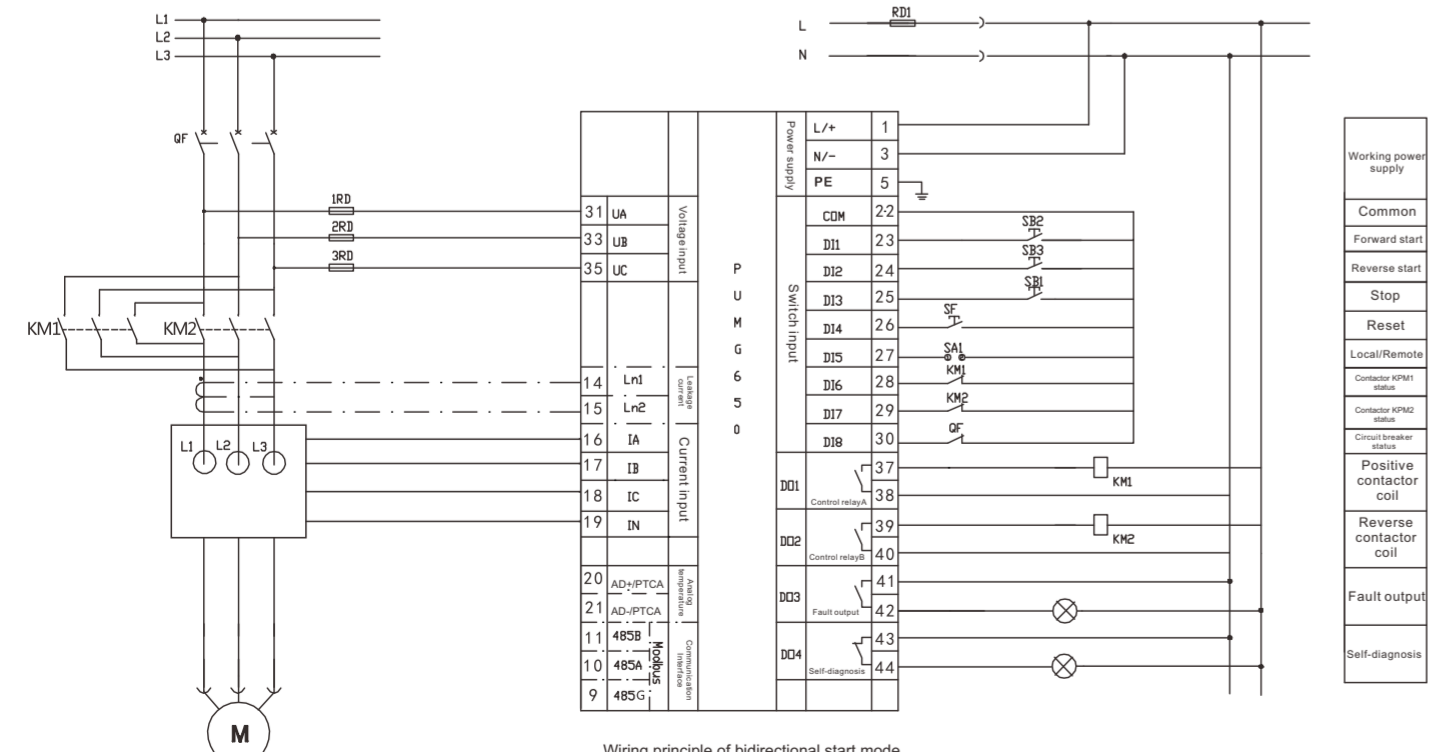 L1
L2
L3
QF
1RD
2RD
3RD
KM1
KM2
L1 L2 L3
M
31 UA
33 UB
35 UC
Voltage input
14 Ln1
15 Ln2
Leakage
current
16 IA
17 IB
18 IC
19 IN
Current input
20 AD+/PTCA
21 AD-/PTCA
Analog
temperature
11 485B
10 485A
9 485G
Modbus
Communication
Interface
P
U
M
G
6
5
0
L
N
RD1
Power supply
L/+ 1
N/- 3
PE 5
Switch input
COM 22
DI1 23
DI2 24
DI3 25
DI4 26
DI5 27
DI6 28
DI7 29
DI8 30
DO1 37
Control relayA 38
DO2 39
Control relayB 40
DO3 41
Fault output 42
DO4 43
Self-diagnosis 44
SB2
SB3
SB1
SF
SA1
KM1
KM2
QF
KM1
KM2
Working power
supply
Common
Forward start
Reverse start
Stop
Reset
Local/Remote
Contactor KPM1
status
Contactor KPM2
status
Circuit breaker
status
Positive
contactor
coil
Reverse
contactor
coil
Fault output
Self-diagnosis
Wiring principle of bidirectional start mode